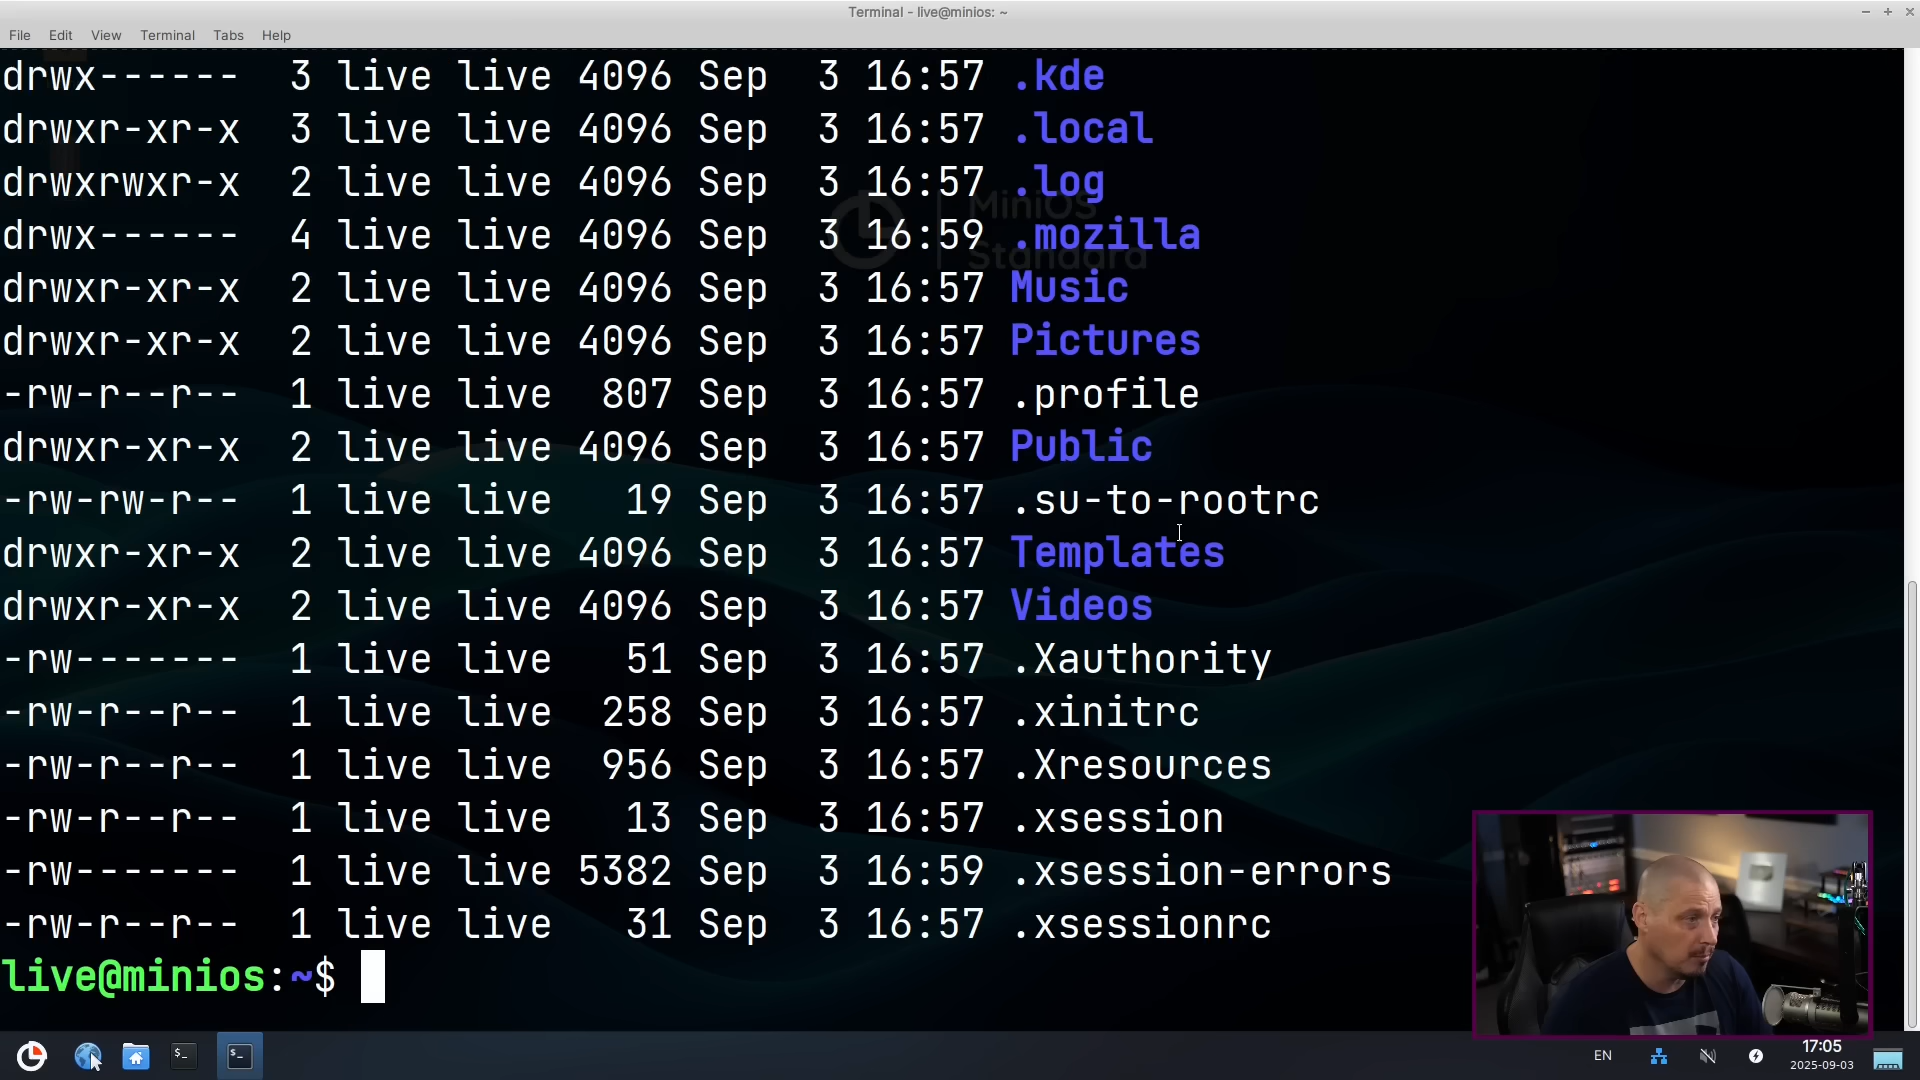 Terminal - live@minios: ~
File Edit View Terminal Tabs Help
drwx------ 3 live live 4096 Sep 3 16:57 .kde
drwxr-xr-x 3 live live 4096 Sep 3 16:57 .local
drwxrwxr-x 2 live live 4096 Sep 3 16:57 .log
drwx------ 4 live live 4096 Sep 3 16:59 .mozilla
drwxr-xr-x 2 live live 4096 Sep 3 16:57 Music
drwxr-xr-x 2 live live 4096 Sep 3 16:57 Pictures
-rw-r--r-- 1 live live 807 Sep 3 16:57 .profile
drwxr-xr-x 2 live live 4096 Sep 3 16:57 Public
-rw-rw-r-- 1 live live 19 Sep 3 16:57 .su-to-rootrc
drwxr-xr-x 2 live live 4096 Sep 3 16:57 Templates
drwxr-xr-x 2 live live 4096 Sep 3 16:57 Videos
-rw------- 1 live live 51 Sep 3 16:57 .Xauthority
-rw-r--r-- 1 live live 258 Sep 3 16:57 .xinitrc
-rw-r--r-- 1 live live 956 Sep 3 16:57 .Xresources
-rw-r--r-- 1 live live 13 Sep 3 16:57 .xsession
-rw------- 1 live live 5382 Sep 3 16:59 .xsession-errors
-rw-r--r-- 1 live live 31 Sep 3 16:57 .xsessionrc
live@minios:~$
MiniOS
Standard
EN
17:05
2025-09-03